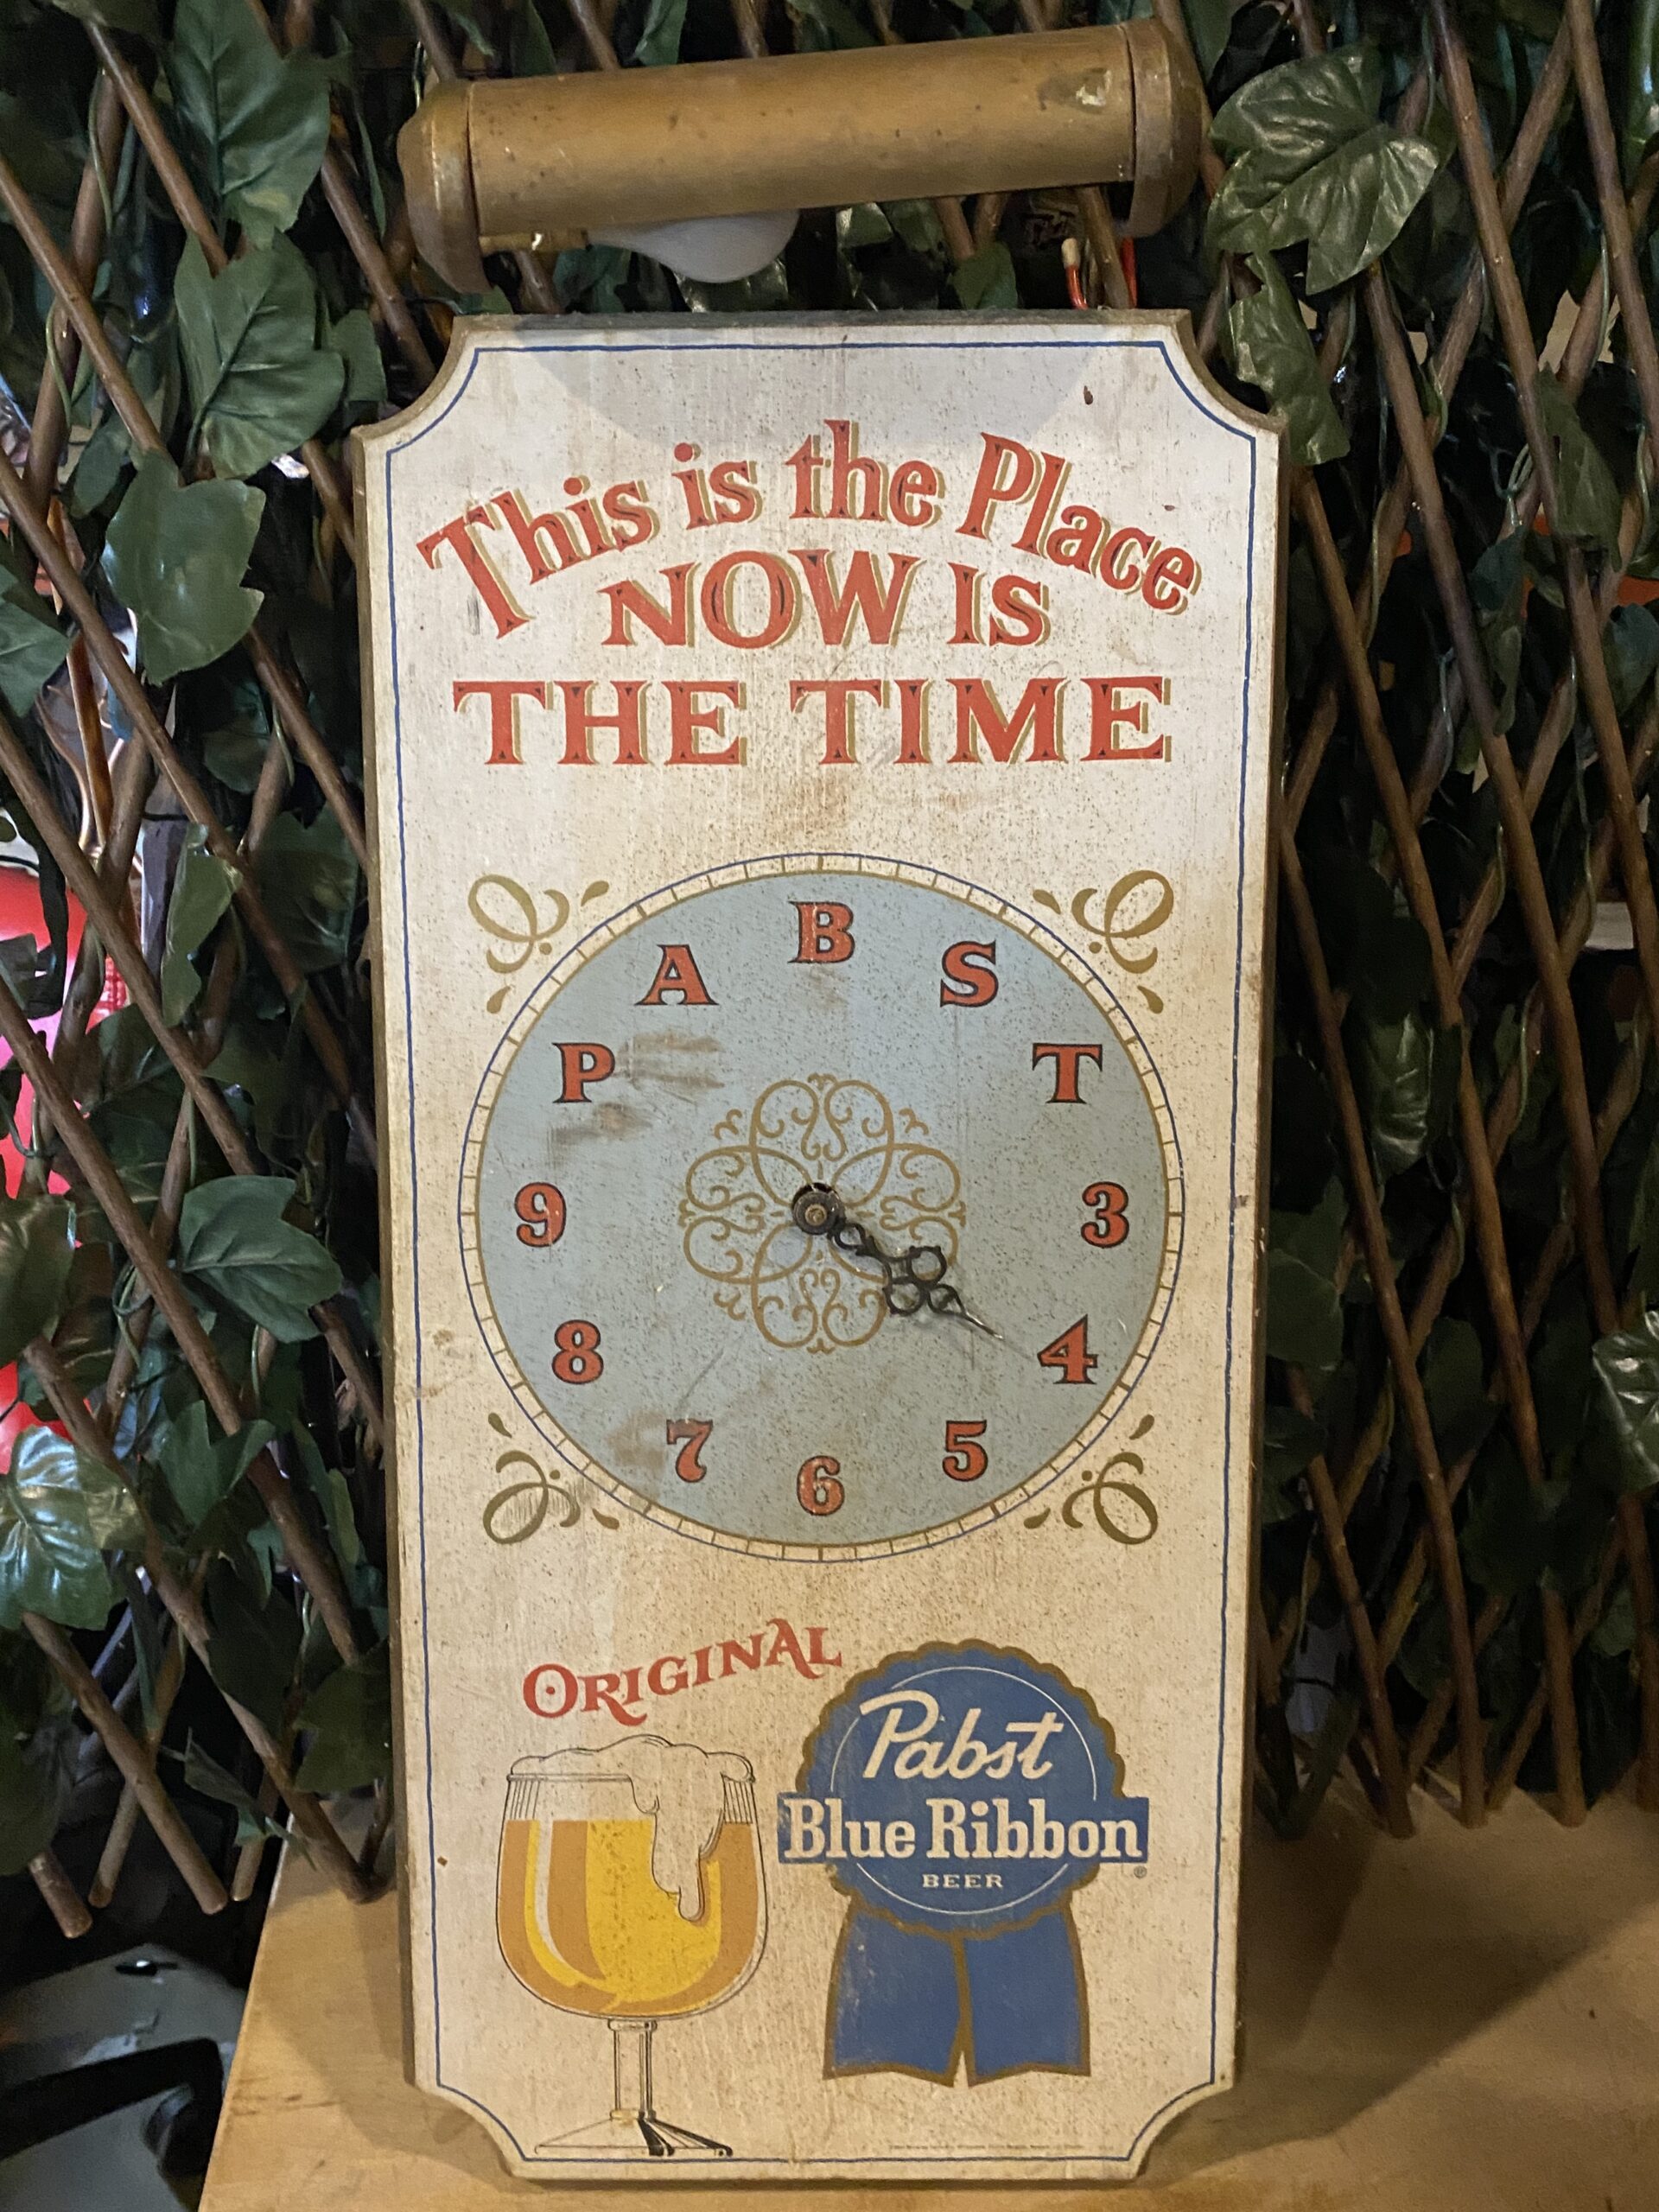 This is the Place
NOW IS
THE TIME
B
A S
P T
9 3
8 4
7 5
6
ORIGINAL
Pabst
Blue Ribbon
®
BEER